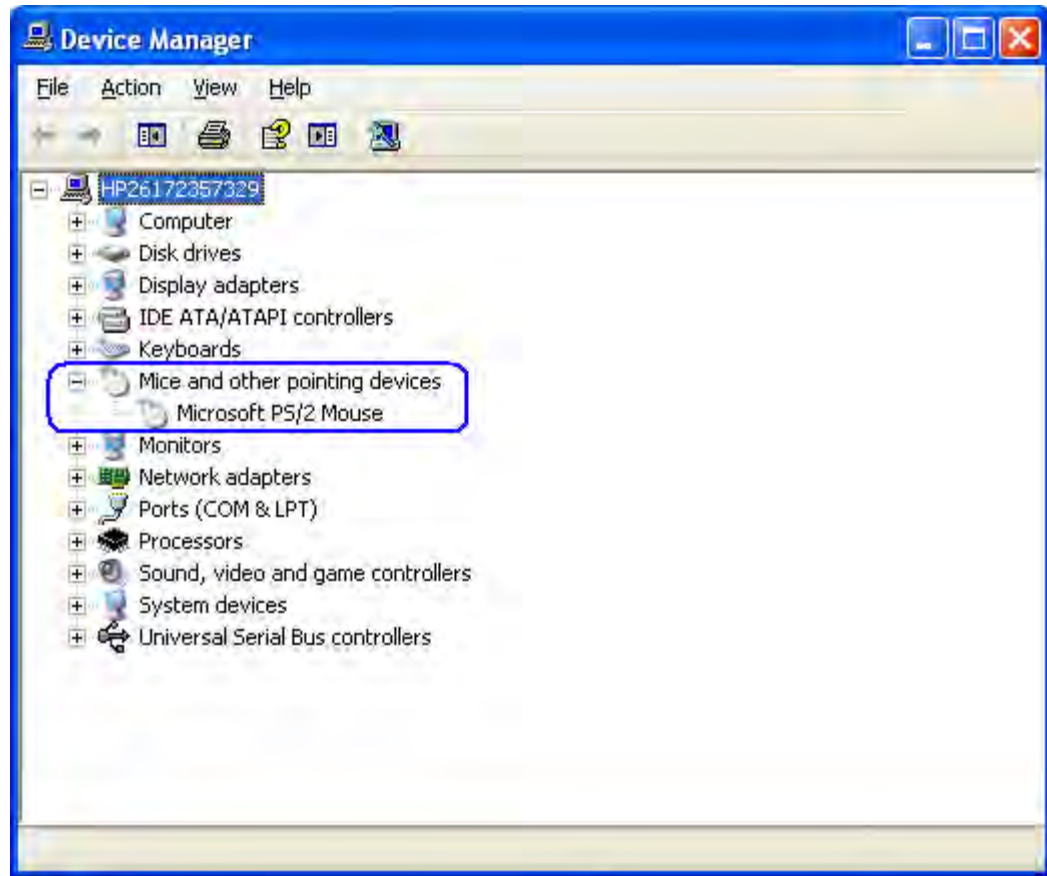 Device Manager
File Action View Help
HP26172357329
Computer
Disk drives
Display adapters
IDE ATA/ATAPI controllers
Keyboards
Mice and other pointing devices
Microsoft PS/2 Mouse
Monitors
Network adapters
Ports (COM & LPT)
Processors
Sound, video and game controllers
System devices
Universal Serial Bus controllers